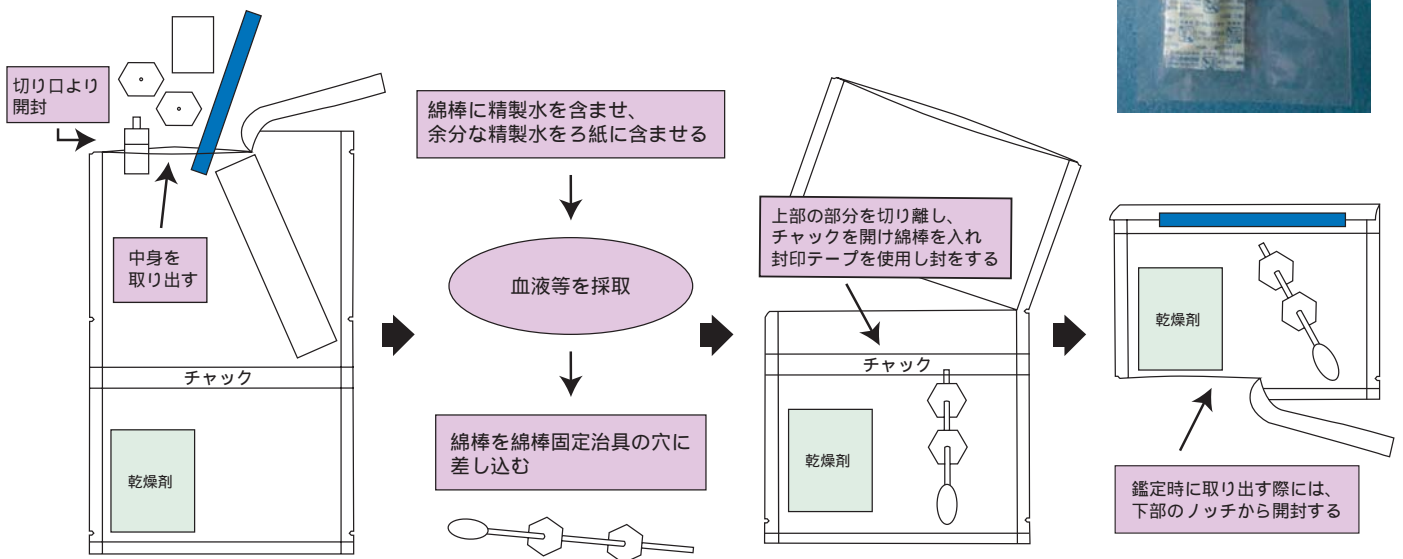 切り口より
開封
中身を
取り出す
チャック
乾燥剤
綿棒に精製水を含ませ、
余分な精製水をろ紙に含ませる
血液等を採取
綿棒を綿棒固定治具の穴に
差し込む
上部の部分を切り離し、
チャックを開け綿棒を入れ
封印テープを使用し封をする
チャック
乾燥剤
乾燥剤
鑑定時に取り出す際には、
下部のノッチから開封する